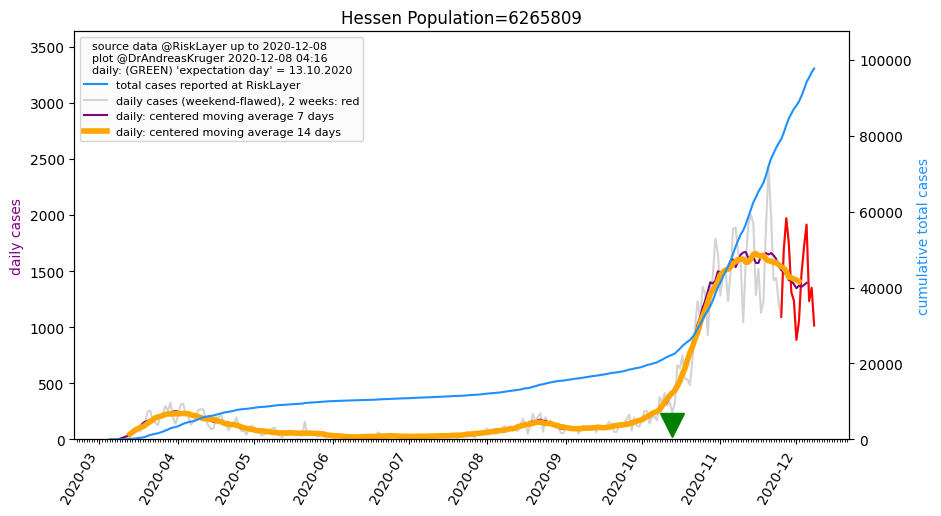 Hessen Population=6265809
source data @RiskLayer up to 2020-12-08
plot @DrAndreasKruger 2020-12-08 04:16
daily: (GREEN) 'expectation day' = 13.10.2020
total cases reported at RiskLayer
daily cases (weekend-flawed), 2 weeks: red
daily: centered moving average 7 days
daily: centered moving average 14 days
daily cases
3500
3000
2500
2000
1500
1000
500
0
100000
80000
60000
40000
20000
0
cumulative total cases
2020-03
2020-04
2020-05
2020-06
2020-07
2020-08
2020-09
2020-10
2020-11
2020-12